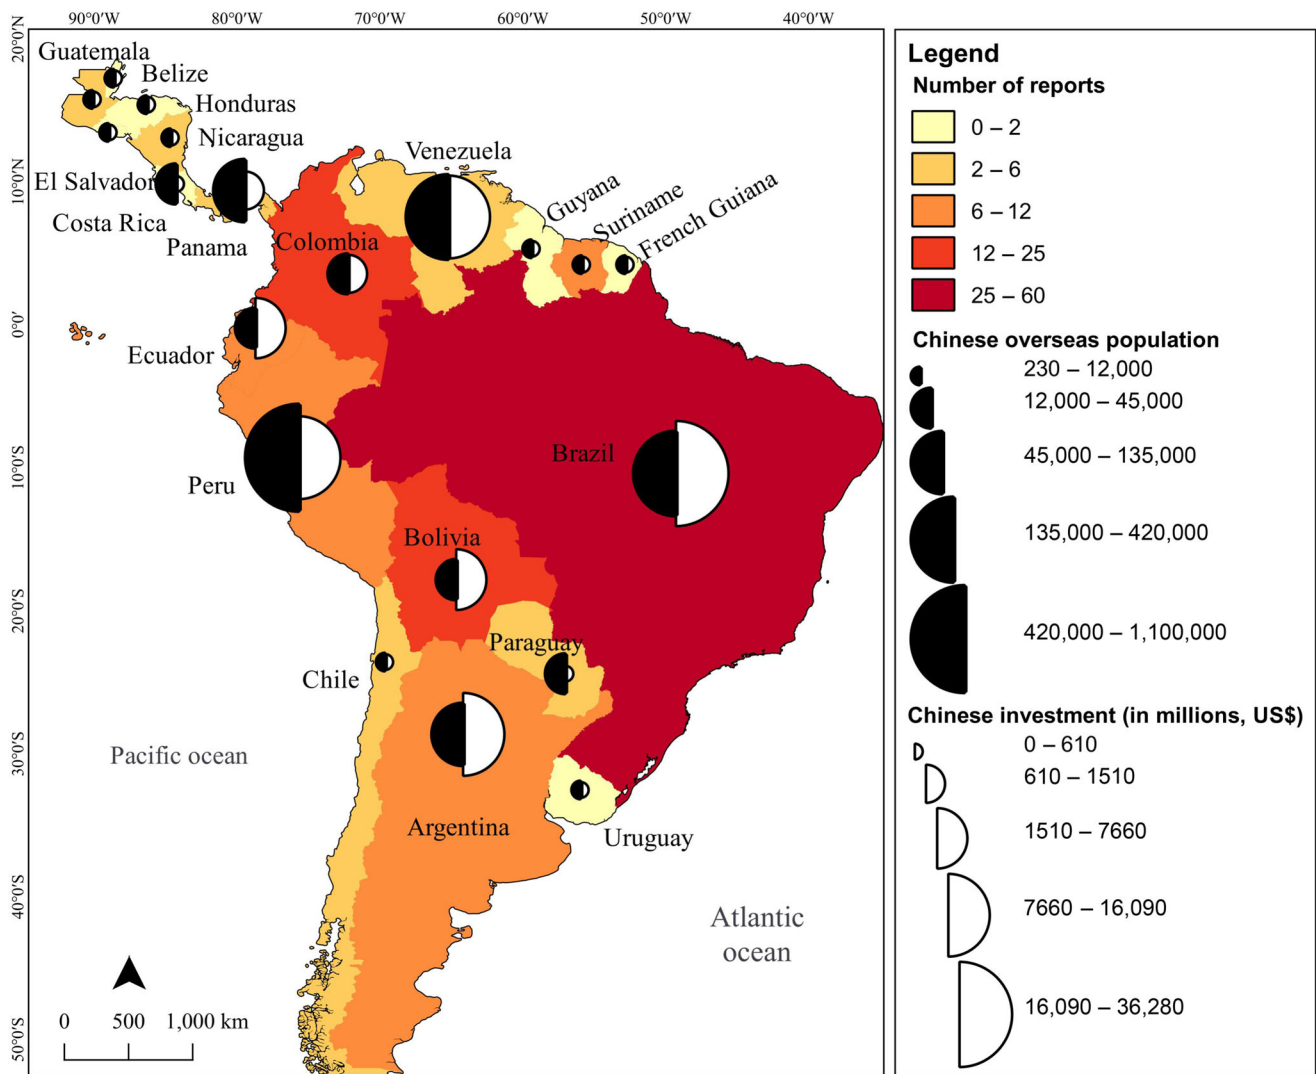 90°0′W 80°0′W 70°0′W 60°0′W 50°0′W 40°0′W
20°0′N
10°0′N
0°0′
10°0′S
20°0′S
30°0′S
40°0′S
50°0′S
Guatemala
Belize
Honduras
Nicaragua
El Salvador
Costa Rica
Panama
Venezuela
Guyana
Suriname
French Guiana
Colombia
Ecuador
Peru
Brazil
Bolivia
Paraguay
Chile
Argentina
Uruguay
Pacific ocean
Atlantic
ocean
0 500 1,000 km
Legend
Number of reports
0 – 2
2 – 6
6 – 12
12 – 25
25 – 60
Chinese overseas population
230 – 12,000
12,000 – 45,000
45,000 – 135,000
135,000 – 420,000
420,000 – 1,100,000
Chinese investment (in millions, US$)
0 – 610
610 – 1510
1510 – 7660
7660 – 16,090
16,090 – 36,280